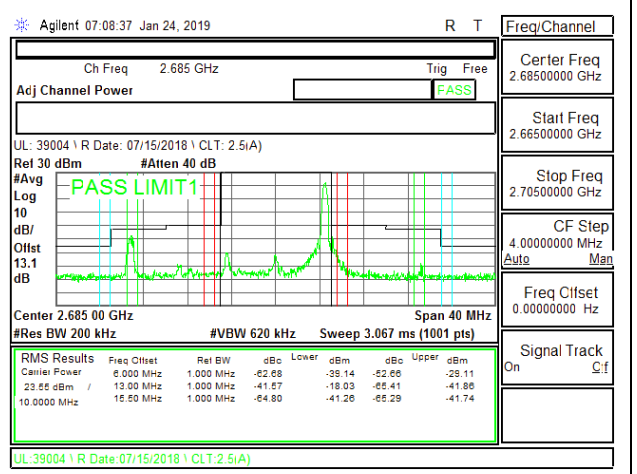 Agilent 07:08:37 Jan 24, 2019 R T
Freq/Channel
Ch Freq 2.685 GHz Trig Free
Adj Channel Power
PASS
UL: 39004 \ R Date: 07/15/2018 \ CLT: 2.5iA)
Ref 30 dBm #Atten 40 dB
#Avg
Log
10
dB/
Offst
13.1
dB
PASS LIMIT1
Center 2.685 00 GHz Span 40 MHz
#Res BW 200 kHz #VBW 620 kHz Sweep 3.067 ms (1001 pts)
RMS Results Freq Offset Ref BW dBc Lower dBm dBc Upper dBm
Carrier Power 6.000 MHz 1.000 MHz -62.68 -39.14 -52.66 -29.11
23.55 dBm / 13.00 MHz 1.000 MHz -41.57 -18.03 -65.41 -41.86
10.0000 MHz 15.50 MHz 1.000 MHz -64.80 -41.26 -65.29 -41.74
UL:39004 \ R Date:07/15/2018 \ CLT:2.5iA)
Center Freq
2.68500000 GHz
Start Freq
2.66500000 GHz
Stop Freq
2.70500000 GHz
CF Step
4.00000000 MHz
Auto Man
Freq Offset
0.00000000 Hz
Signal Track
On Off